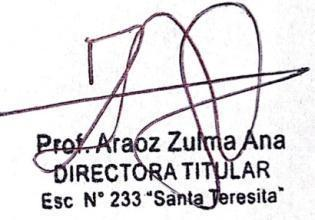 Prof. Araoz Zulma Ana
DIRECTORA TITULAR
Esc N° 233 "Santa Teresita"